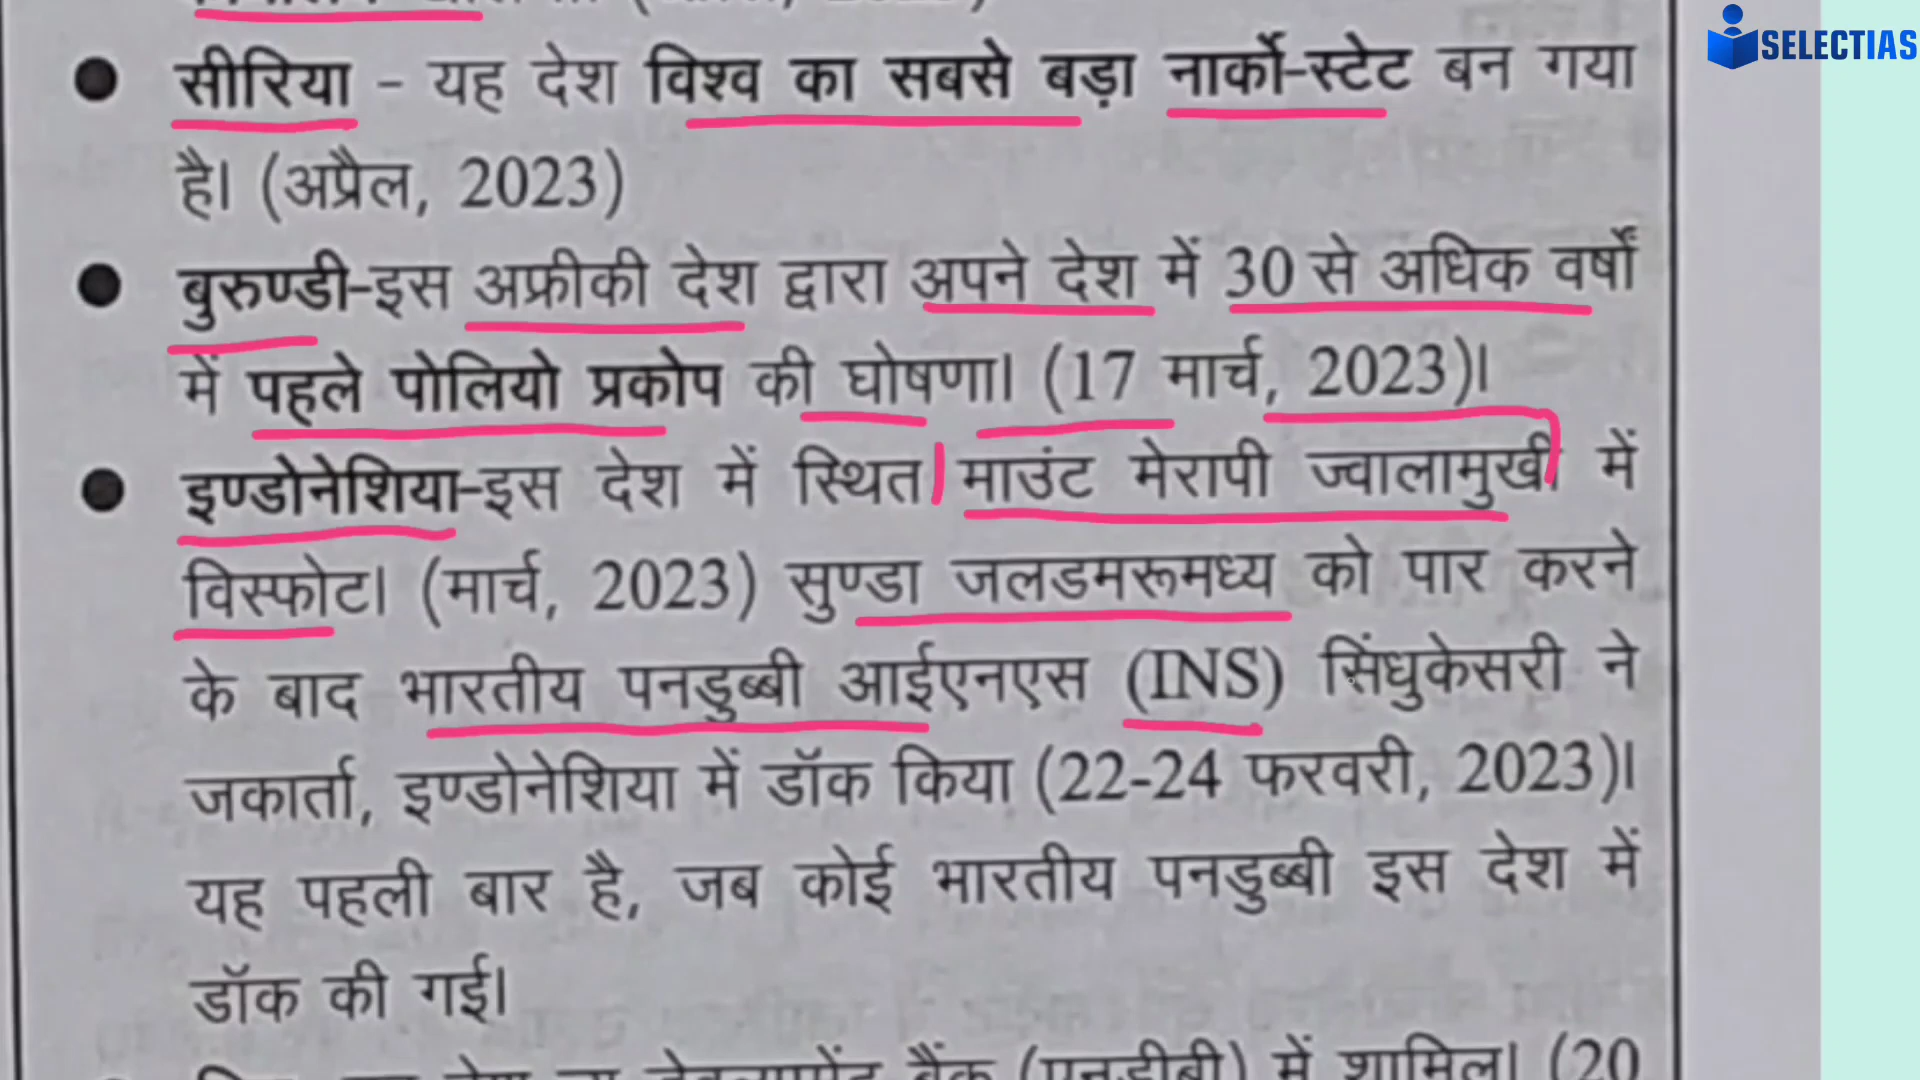 SELECTIAS
सीरिया - यह देश विश्व का सबसे बड़ा नार्को-स्टेट बन गया
है। (अप्रैल, 2023)
बुरुण्डी-इस अफ्रीकी देश द्वारा अपने देश में 30 से अधिक वर्षों
में पहले पोलियो प्रकोप की घोषणा। (17 मार्च, 2023)।
इण्डोनेशिया-इस देश में स्थित माउंट मेरापी ज्वालामुखी में
विस्फोट। (मार्च, 2023) सुण्डा जलडमरूमध्य को पार करने
के बाद भारतीय पनडुब्बी आईएनएस (INS) सिंधुकेसरी ने
जकार्ता, इण्डोनेशिया में डॉक किया (22-24 फरवरी, 2023)।
यह पहली बार है, जब कोई भारतीय पनडुब्बी इस देश में
डॉक की गई।
बैंक (एनडीबी) में शामिल। (20